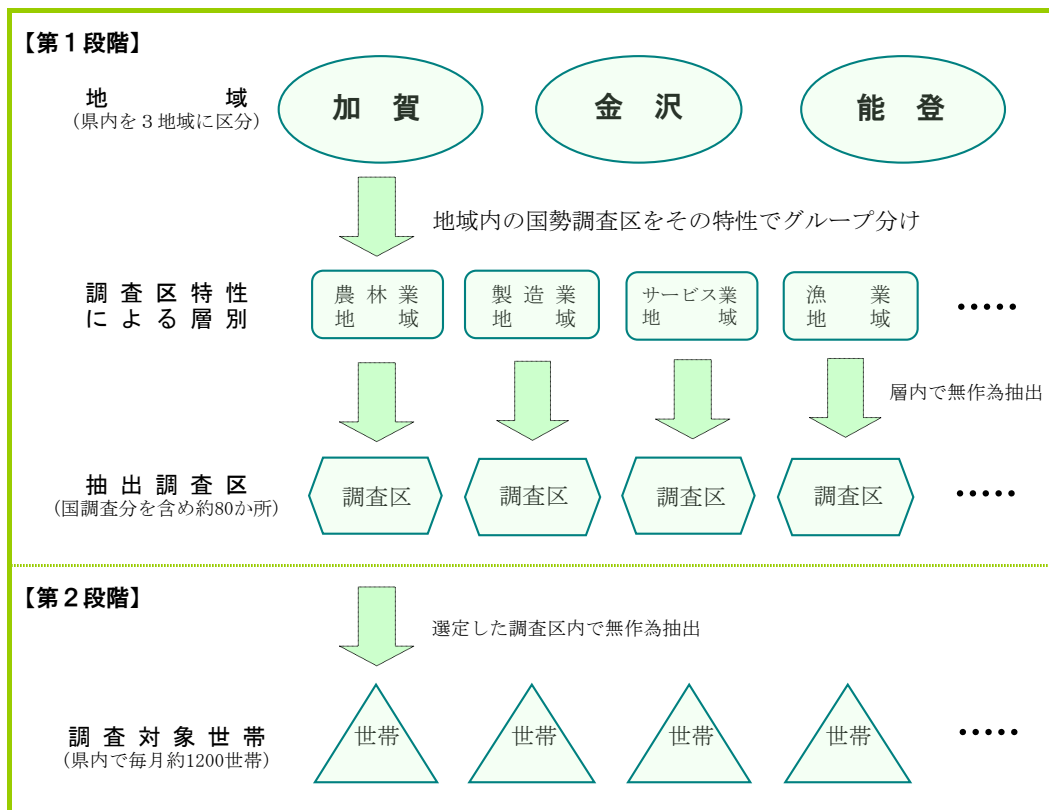 【第１段階】
地域
(県内を３地域に区分)
加賀
金沢
能登
地域内の国勢調査区をその特性でグループ分け
調査区特性
による層別
農林業
地域
製造業
地域
サービス業
地域
漁業
地域
•••••
層内で無作為抽出
抽出調査区
(国調査分を含め約80か所)
調査区
調査区
調査区
調査区
•••••
【第２段階】
選定した調査区内で無作為抽出
調査対象世帯
(県内で毎月約1200世帯)
世帯
世帯
世帯
世帯
•••••